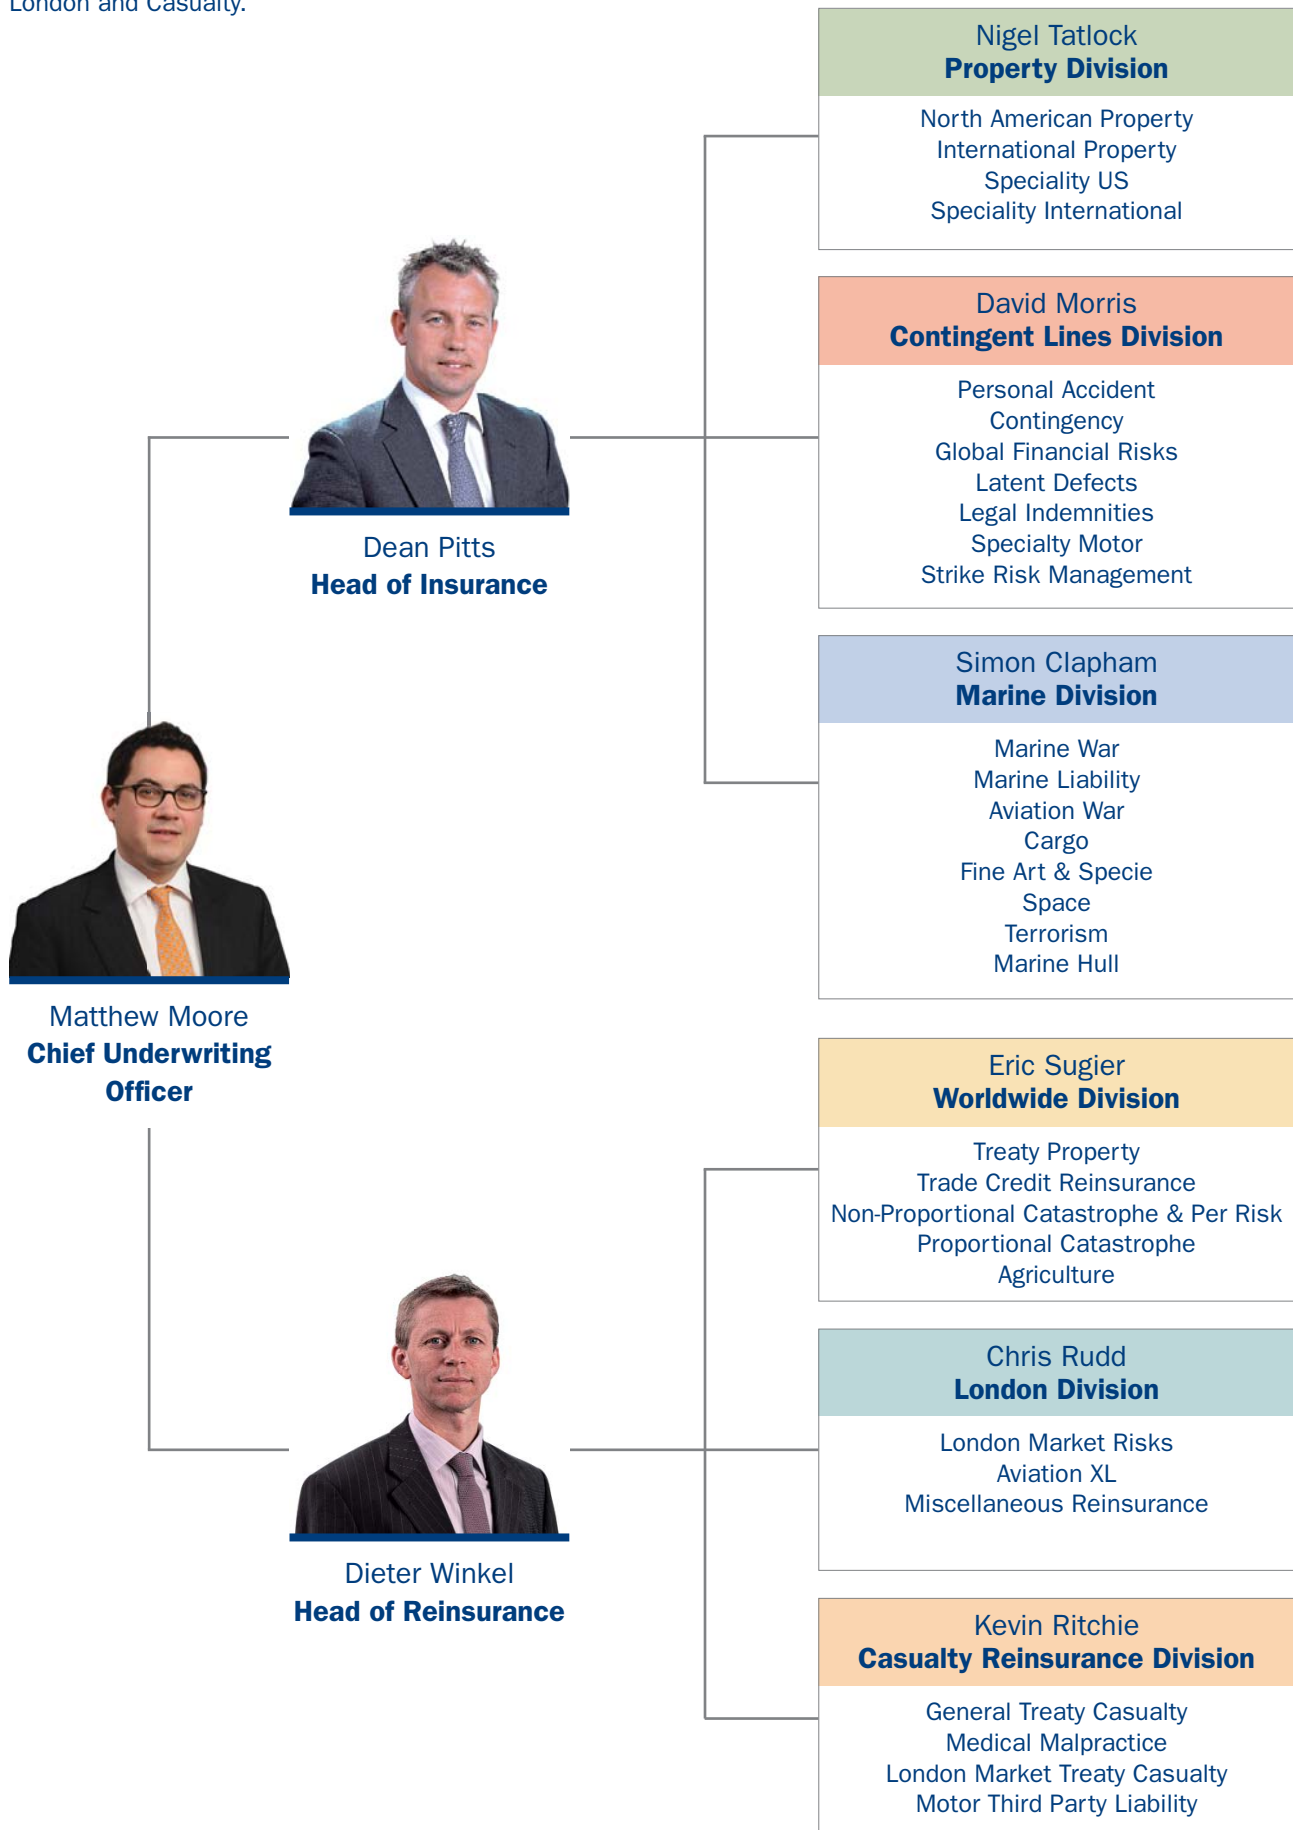 London and Casualty.
Nigel Tatlock
Property Division
North American Property
International Property
Speciality US
Speciality International
David Morris
Contingent Lines Division
Personal Accident
Contingency
Global Financial Risks
Latent Defects
Legal Indemnities
Specialty Motor
Strike Risk Management
Dean Pitts
Head of Insurance
Simon Clapham
Marine Division
Marine War
Marine Liability
Aviation War
Cargo
Fine Art & Specie
Space
Terrorism
Marine Hull
Matthew Moore
Chief Underwriting
Officer
Eric Sugier
Worldwide Division
Treaty Property
Trade Credit Reinsurance
Non-Proportional Catastrophe & Per Risk
Proportional Catastrophe
Agriculture
Chris Rudd
London Division
London Market Risks
Aviation XL
Miscellaneous Reinsurance
Dieter Winkel
Head of Reinsurance
Kevin Ritchie
Casualty Reinsurance Division
General Treaty Casualty
Medical Malpractice
London Market Treaty Casualty
Motor Third Party Liability